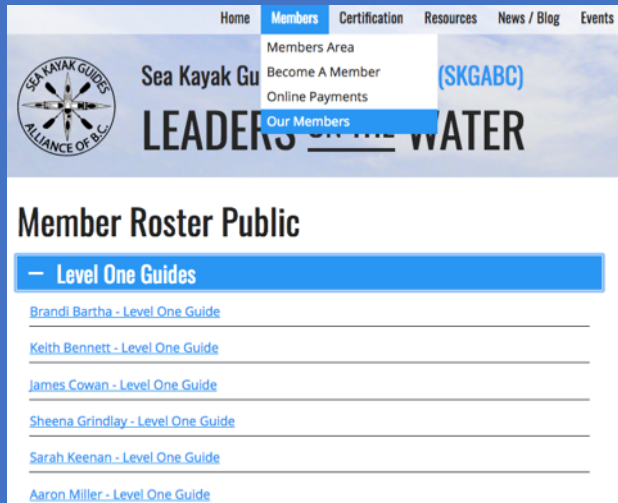 Home Members Certification Resources News / Blog Events
Members Area
Become A Member
Online Payments
Our Members
SEA KAYAK GUIDES
ALLIANCE OF B.C.
Sea Kayak Gu (SKGABC)
LEADERS ON THE WATER
Member Roster Public
— Level One Guides
Brandi Bartha - Level One Guide
Keith Bennett - Level One Guide
James Cowan - Level One Guide
Sheena Grindlay - Level One Guide
Sarah Keenan - Level One Guide
Aaron Miller - Level One Guide